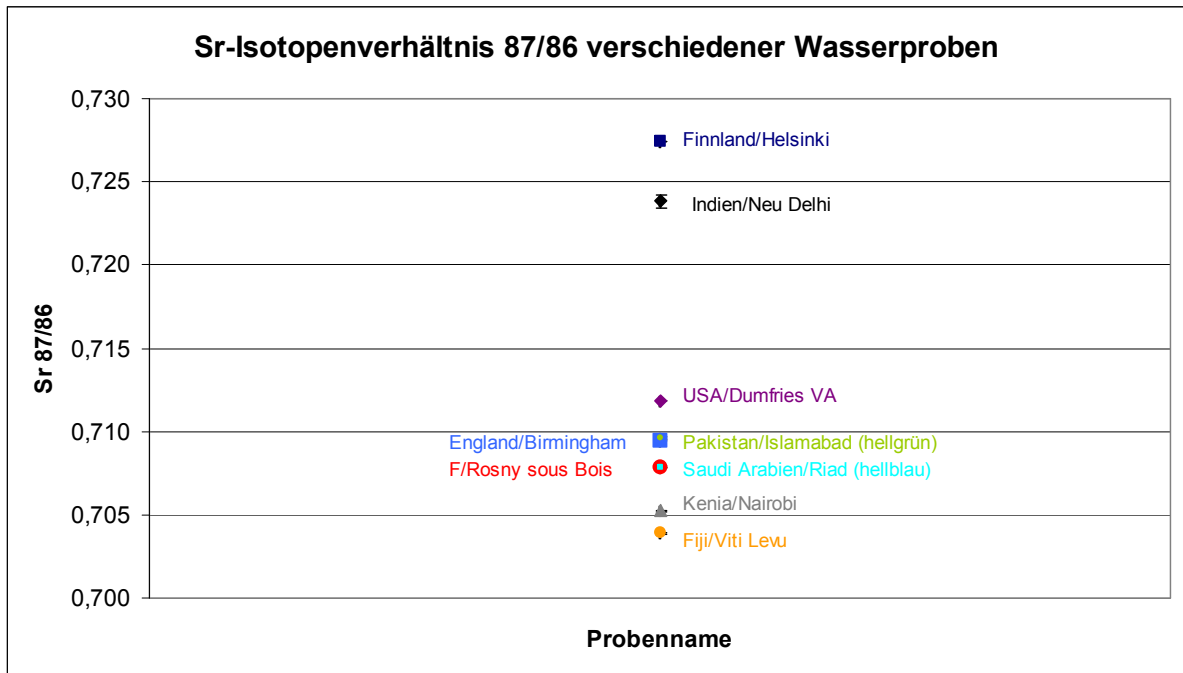 Sr-Isotopenverhältnis 87/86 verschiedener Wasserproben
0,730
Finnland/Helsinki
0,725
Indien/Neu Delhi
0,720
Sr 87/86
0,715
USA/Dumfries VA
0,710
England/Birmingham
Pakistan/Islamabad (hellgrün)
F/Rosny sous Bois
Saudi Arabien/Riad (hellblau)
Kenia/Nairobi
0,705
Fiji/Viti Levu
0,700
Probenname